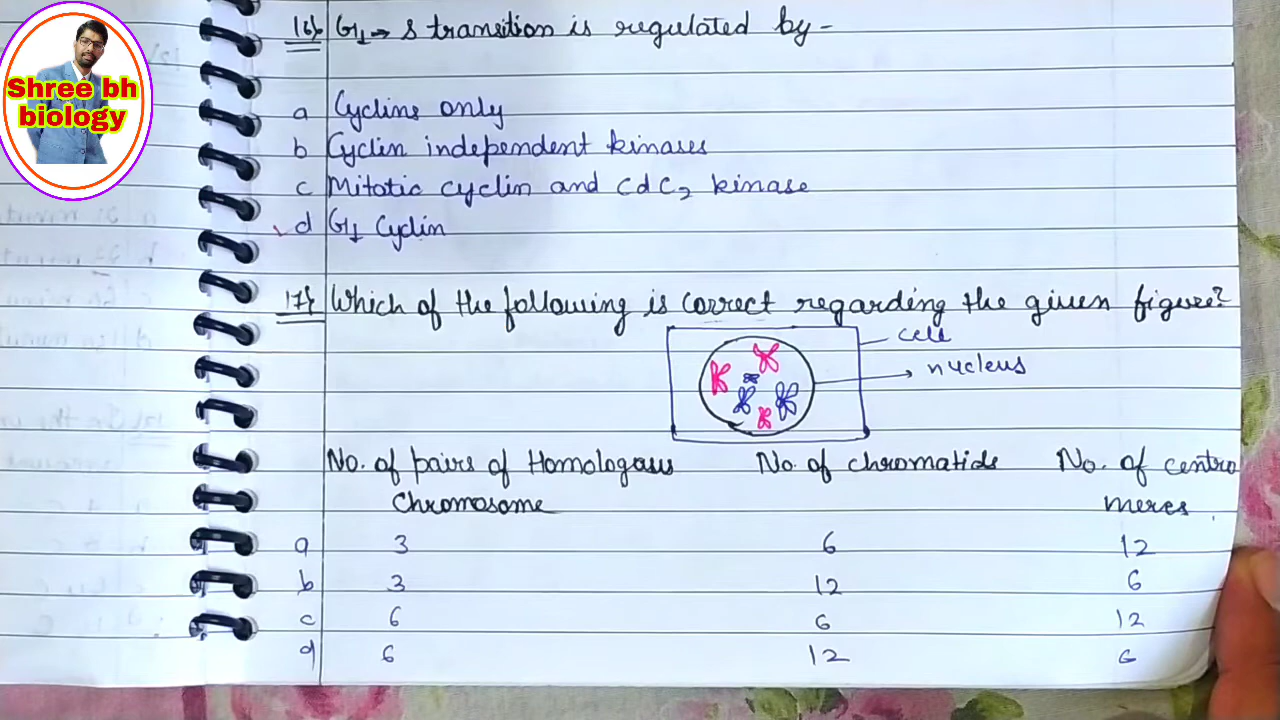 Shree bh
biology
16} G1→ S transition is regulated by-
a Cyclins only
b Cyclin independent kinases
c Mitotic cyclin and CdC2 kinase
d G1 Cyclin
17} Which of the following is correct regarding the given figure?
cell
nucleus
No. of pairs of Homologous No. of chromatids No. of centro
Chromosome meres
a 3 6 12
b 3 12 6
c 6 6 12
d 6 12 6